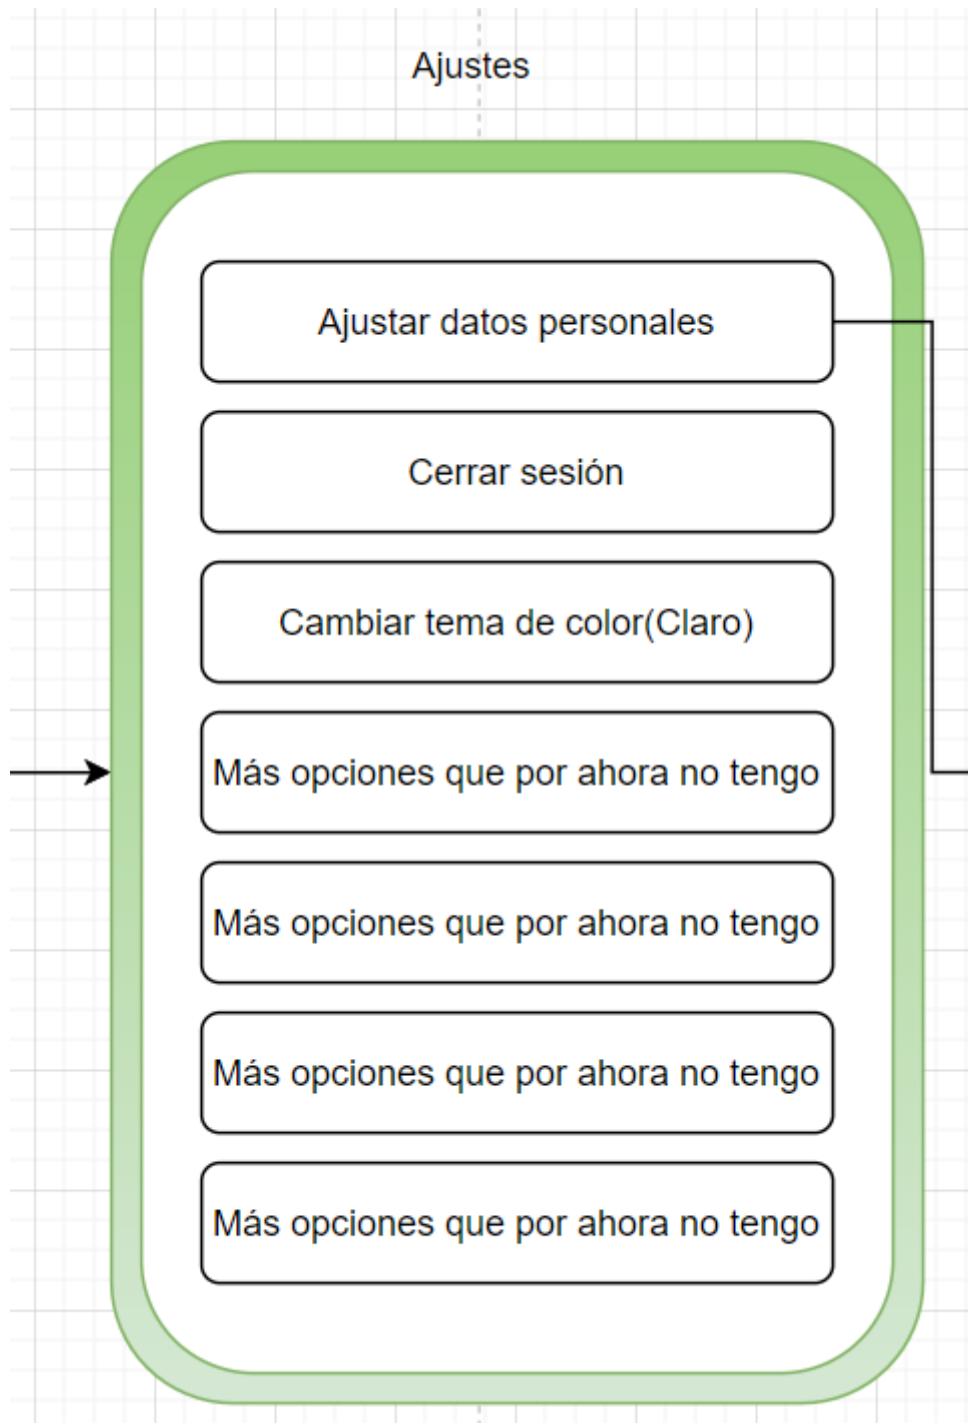 Ajustes
Ajustar datos personales
Cerrar sesión
Cambiar tema de color(Claro)
Más opciones que por ahora no tengo
Más opciones que por ahora no tengo
Más opciones que por ahora no tengo
Más opciones que por ahora no tengo